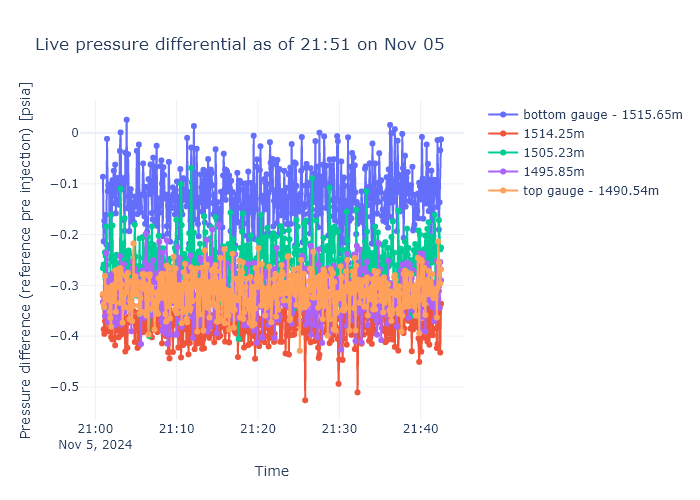 Live pressure differential as of 21:51 on Nov 05
Pressure difference (reference pre injection) [psia]
0
−0.1
−0.2
−0.3
−0.4
−0.5
21:00
Nov 5, 2024
21:10
21:20
21:30
21:40
Time
bottom gauge - 1515.65m
1514.25m
1505.23m
1495.85m
top gauge - 1490.54m